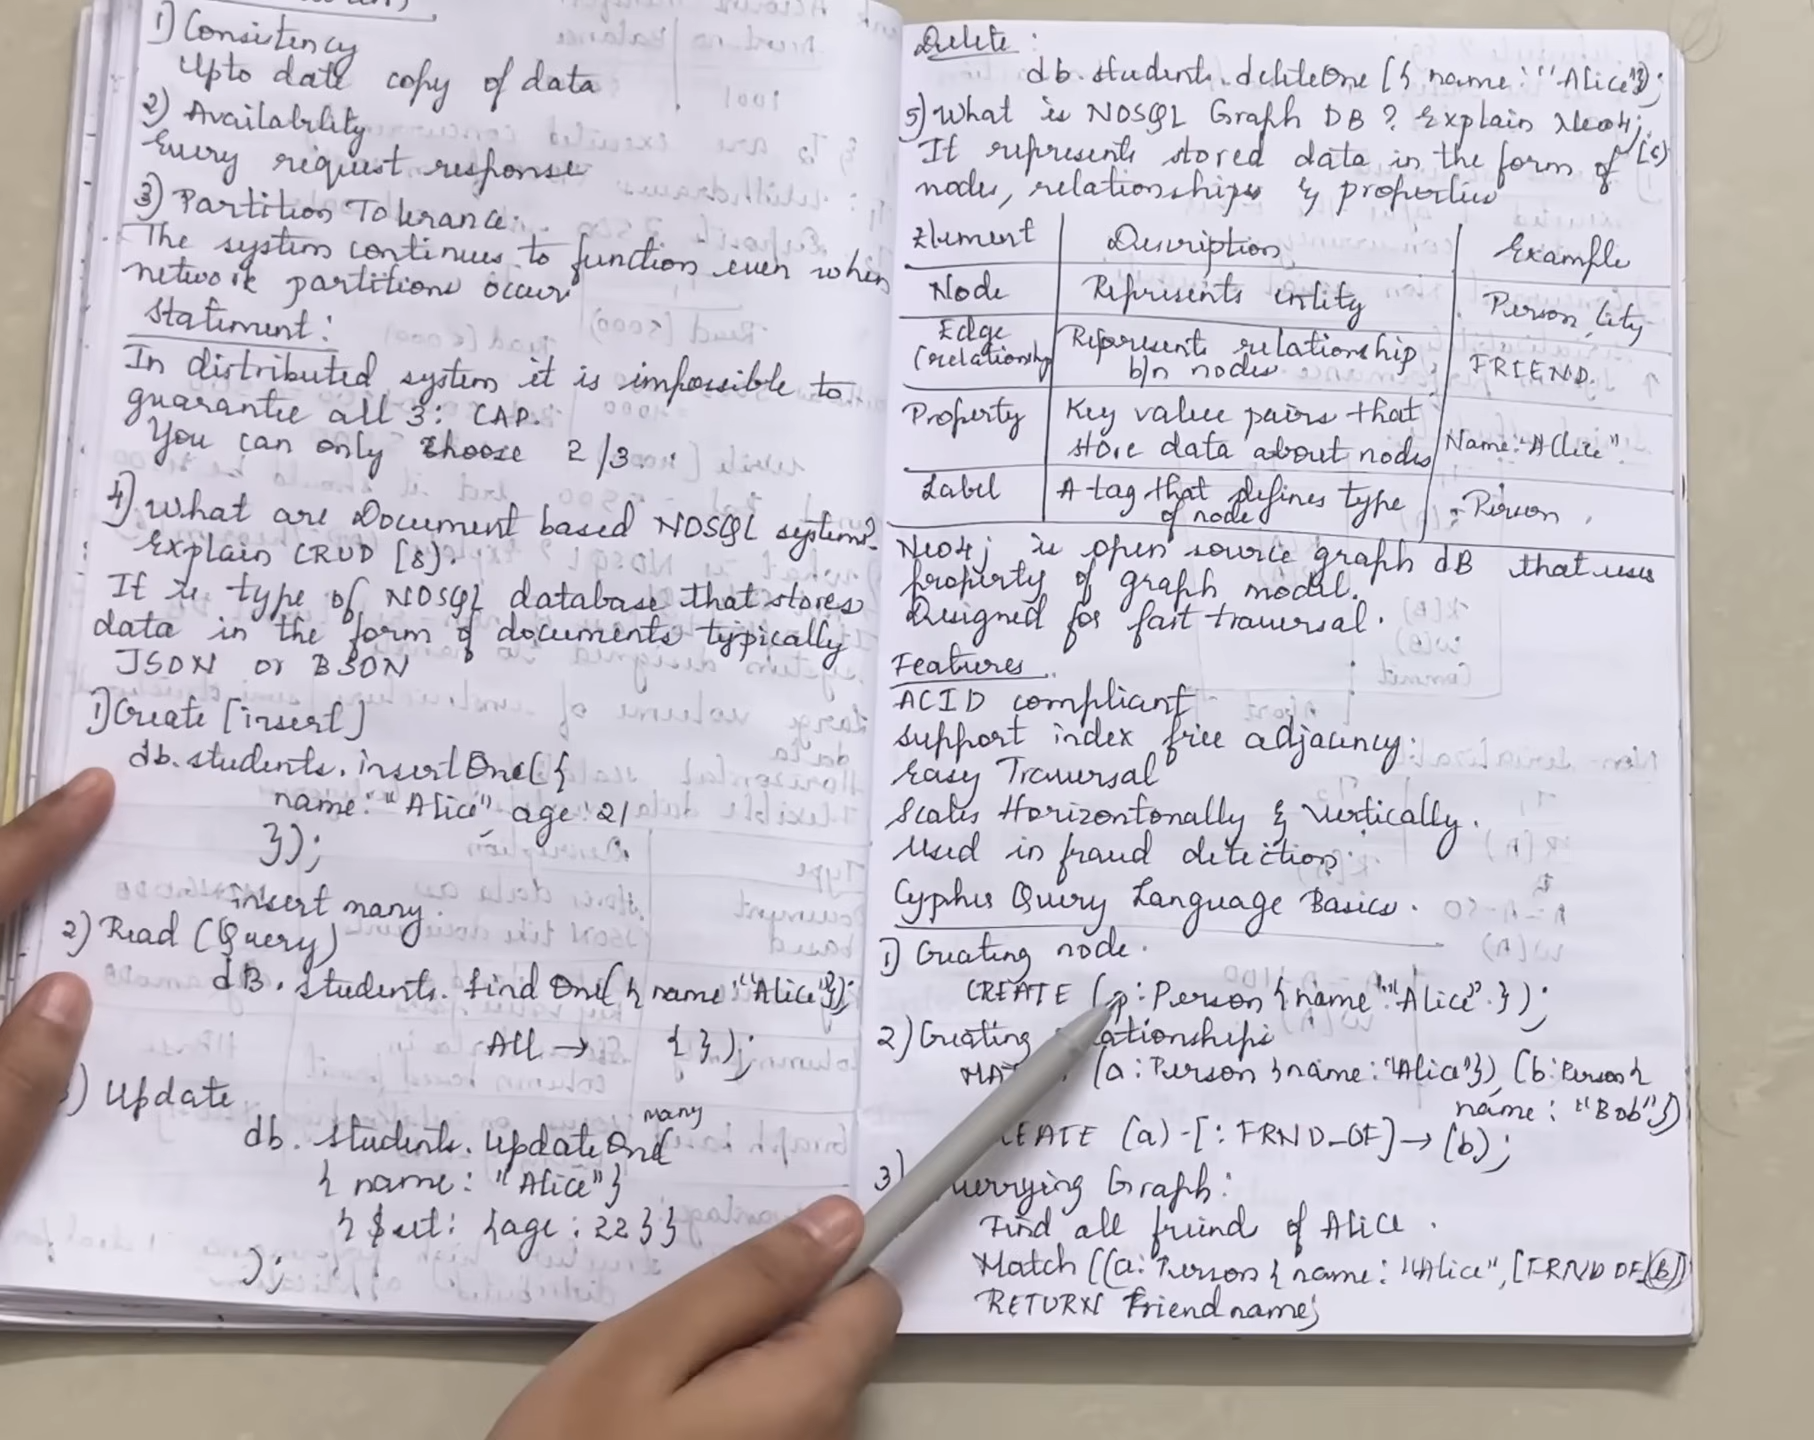 1) Consistency
Upto date copy of data
2) Availability
Every request response
3) Partition Tolerance.
The system continues to function even when
network partitions occur
Statement:
In distributed system it is impossible to
guarantee all 3: CAP.
You can only choose 2/3.
4) What are Document based NOSQL systems?
Explain CRUD [8].
It is type of NOSQL database that stores
data in the form of documents typically
JSON or BSON
1) Create [insert]
db.students.insertOne({
name: "Alice", age: 21
});
insert many.
2) Read (Query)
dB. students. find One({ name "Alice"});
All → { });
) Update
many
db. students. Update One(
{ name: "Alice"}
{ $set: {age: 22}}
);
Delete:
db. students. deleteOne [{ name: "Alice"});
5) What is NOSQL Graph DB? Explain Neo4j.
It represents stored data in the form of
nodes, relationships & properties
Element Description Example
Node Represents entity Person, City
Edge (relationship Represents relationship b/n nodes FRIEND.
Property Key value pairs that store data about nodes Name: "Alice"
Label A tag that defines type of node : Person
Neo4j is open source graph dB that uses
property of graph model.
Designed for fast traversal.
Features
ACID compliant
support index free adjacency.
Easy Traversal
Scales Horizontonally & Vertically.
Used in fraud detection.
Cypher Query Language Basics.
1) Creating node.
CREATE (p: Person { name: "Alice" });
2) Creating ationships
MA (a: Person {name: "Alice"}), (b: Person {
name: "Bob"})
EATE (a)-[: FRND_OF]→(b);
3) uerrying Graph:
Find all friend of Alice.
Match ((a: Person { name: "Alice", [FRND OF (B)]
RETURN Friendname;